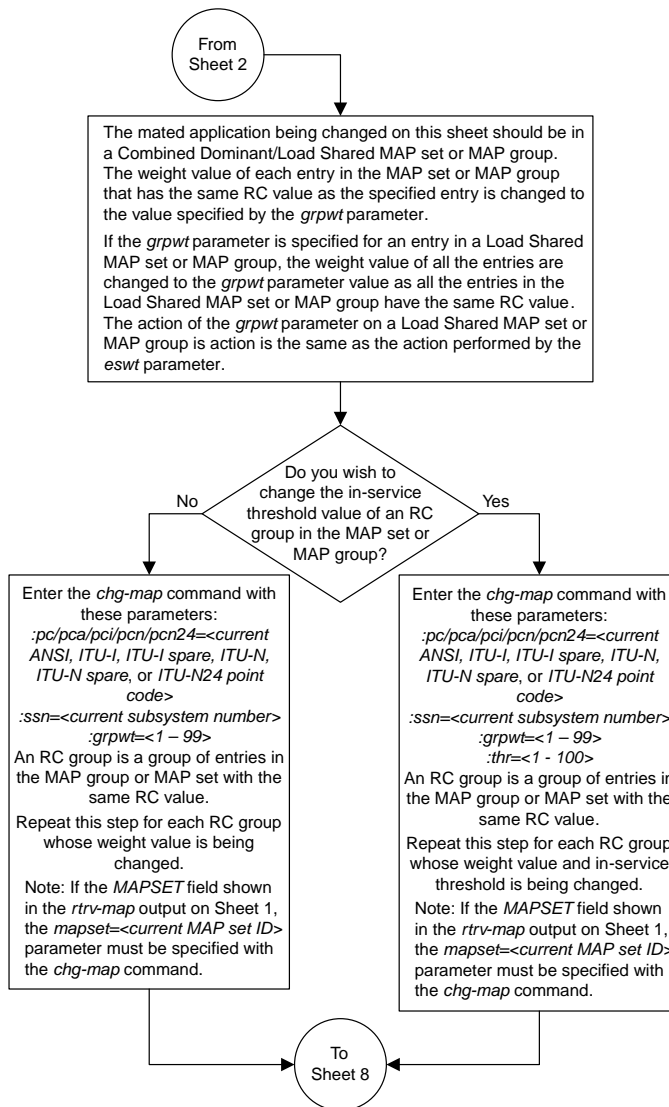 From
Sheet 2
The mated application being changed on this sheet should be in
a Combined Dominant/Load Shared MAP set or MAP group.
The weight value of each entry in the MAP set or MAP group
that has the same RC value as the specified entry is changed to
the value specified by the grpwt parameter.
If the grpwt parameter is specified for an entry in a Load Shared
MAP set or MAP group, the weight value of all the entries are
changed to the grpwt parameter value as all the entries in the
Load Shared MAP set or MAP group have the same RC value.
The action of the grpwt parameter on a Load Shared MAP set or
MAP group is action is the same as the action performed by the
eswt parameter.
Do you wish to
change the in-service
threshold value of an RC
group in the MAP set or
MAP group?
No
Yes
Enter the chg-map command with
these parameters:
:pc/pca/pci/pcn/pcn24=<current
ANSI, ITU-I, ITU-I spare, ITU-N,
ITU-N spare, or ITU-N24 point
code>
:ssn=<current subsystem number>
:grpwt=<1 – 99>
An RC group is a group of entries in
the MAP group or MAP set with the
same RC value.
Repeat this step for each RC group
whose weight value is being
changed.
Note: If the MAPSET field shown
in the rtrv-map output on Sheet 1,
the mapset=<current MAP set ID>
parameter must be specified with
the chg-map command.
Enter the chg-map command with
these parameters:
:pc/pca/pci/pcn/pcn24=<current
ANSI, ITU-I, ITU-I spare, ITU-N,
ITU-N spare, or ITU-N24 point
code>
:ssn=<current subsystem number>
:grpwt=<1 – 99>
:thr=<1 - 100>
An RC group is a group of entries in
the MAP group or MAP set with the
same RC value.
Repeat this step for each RC group
whose weight value and in-service
threshold is being changed.
Note: If the MAPSET field shown
in the rtrv-map output on Sheet 1,
the mapset=<current MAP set ID>
parameter must be specified with
the chg-map command.
To
Sheet 8